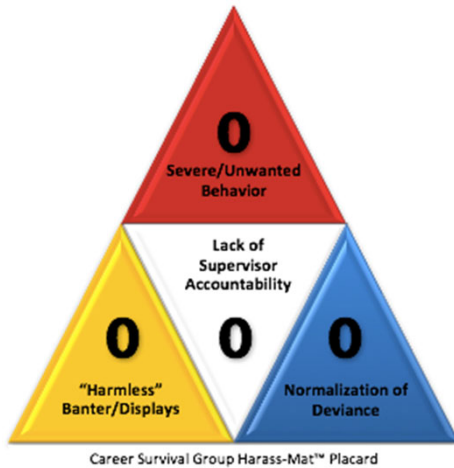 0
Severe/Unwanted
Behavior
Lack of
Supervisor
Accountability
0
0
0
“Harmless”
Banter/Displays
Normalization of
Deviance
Career Survival Group Harass-Mat™ Placard